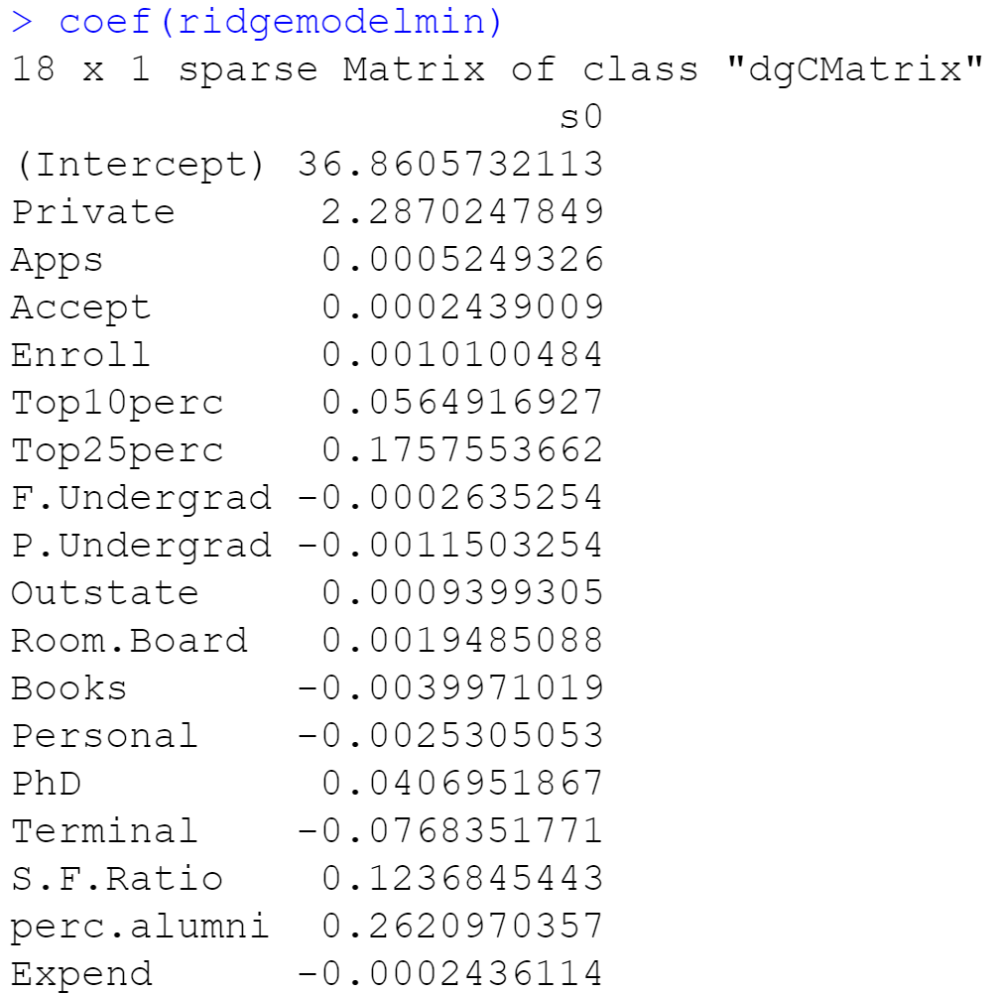 > coef(ridgemodelmin)
18 x 1 sparse Matrix of class "dgCMatrix"
s0
(Intercept) 36.8605732113
Private 2.2870247849
Apps 0.0005249326
Accept 0.0002439009
Enroll 0.0010100484
Top10perc 0.0564916927
Top25perc 0.1757553662
F.Undergrad -0.0002635254
P.Undergrad -0.0011503254
Outstate 0.0009399305
Room.Board 0.0019485088
Books -0.0039971019
Personal -0.0025305053
PhD 0.0406951867
Terminal -0.0768351771
S.F.Ratio 0.1236845443
perc.alumni 0.2620970357
Expend -0.0002436114